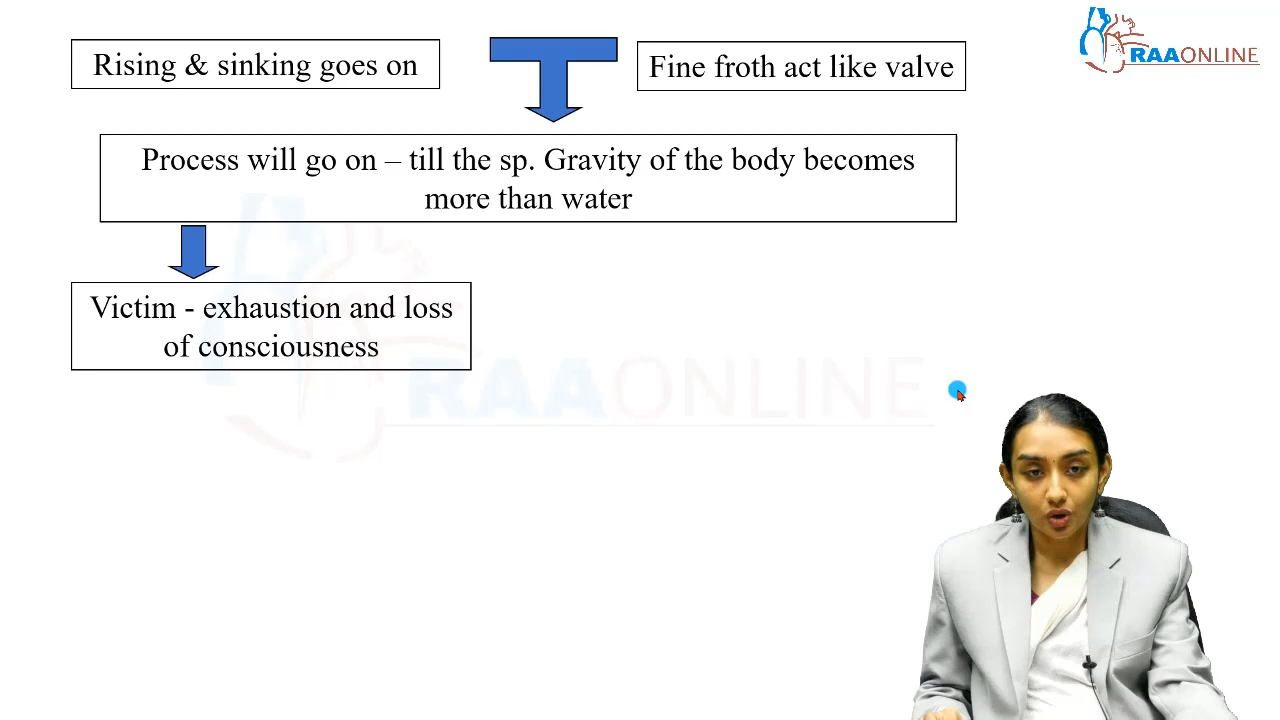 Rising & sinking goes on
Fine froth act like valve
RAAONLINE
Process will go on – till the sp. Gravity of the body becomes
more than water
Victim - exhaustion and loss
of consciousness
RAAONLINE